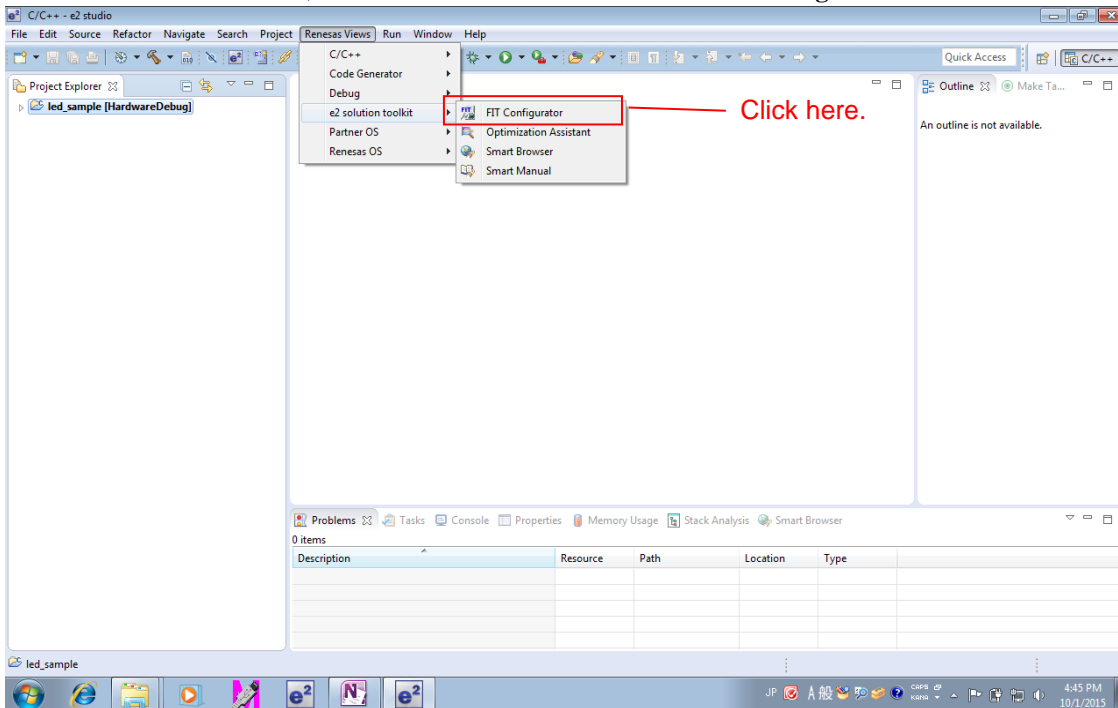 C/C++ - e2 studio
File Edit Source Refactor Navigate Search Project Renesas Views Run Window Help
Quick Access
C/C++
Project Explorer
led_sample [HardwareDebug]
C/C++
Code Generator
Debug
e2 solution toolkit
Partner OS
Renesas OS
FIT Configurator
Optimization Assistant
Smart Browser
Smart Manual
Click here.
Outline Make Ta...
An outline is not available.
Problems Tasks Console Properties Memory Usage Stack Analysis Smart Browser
0 items
Description Resource Path Location Type
led_sample
JP A 般 CAPS KANA
4:45 PM
10/1/2015